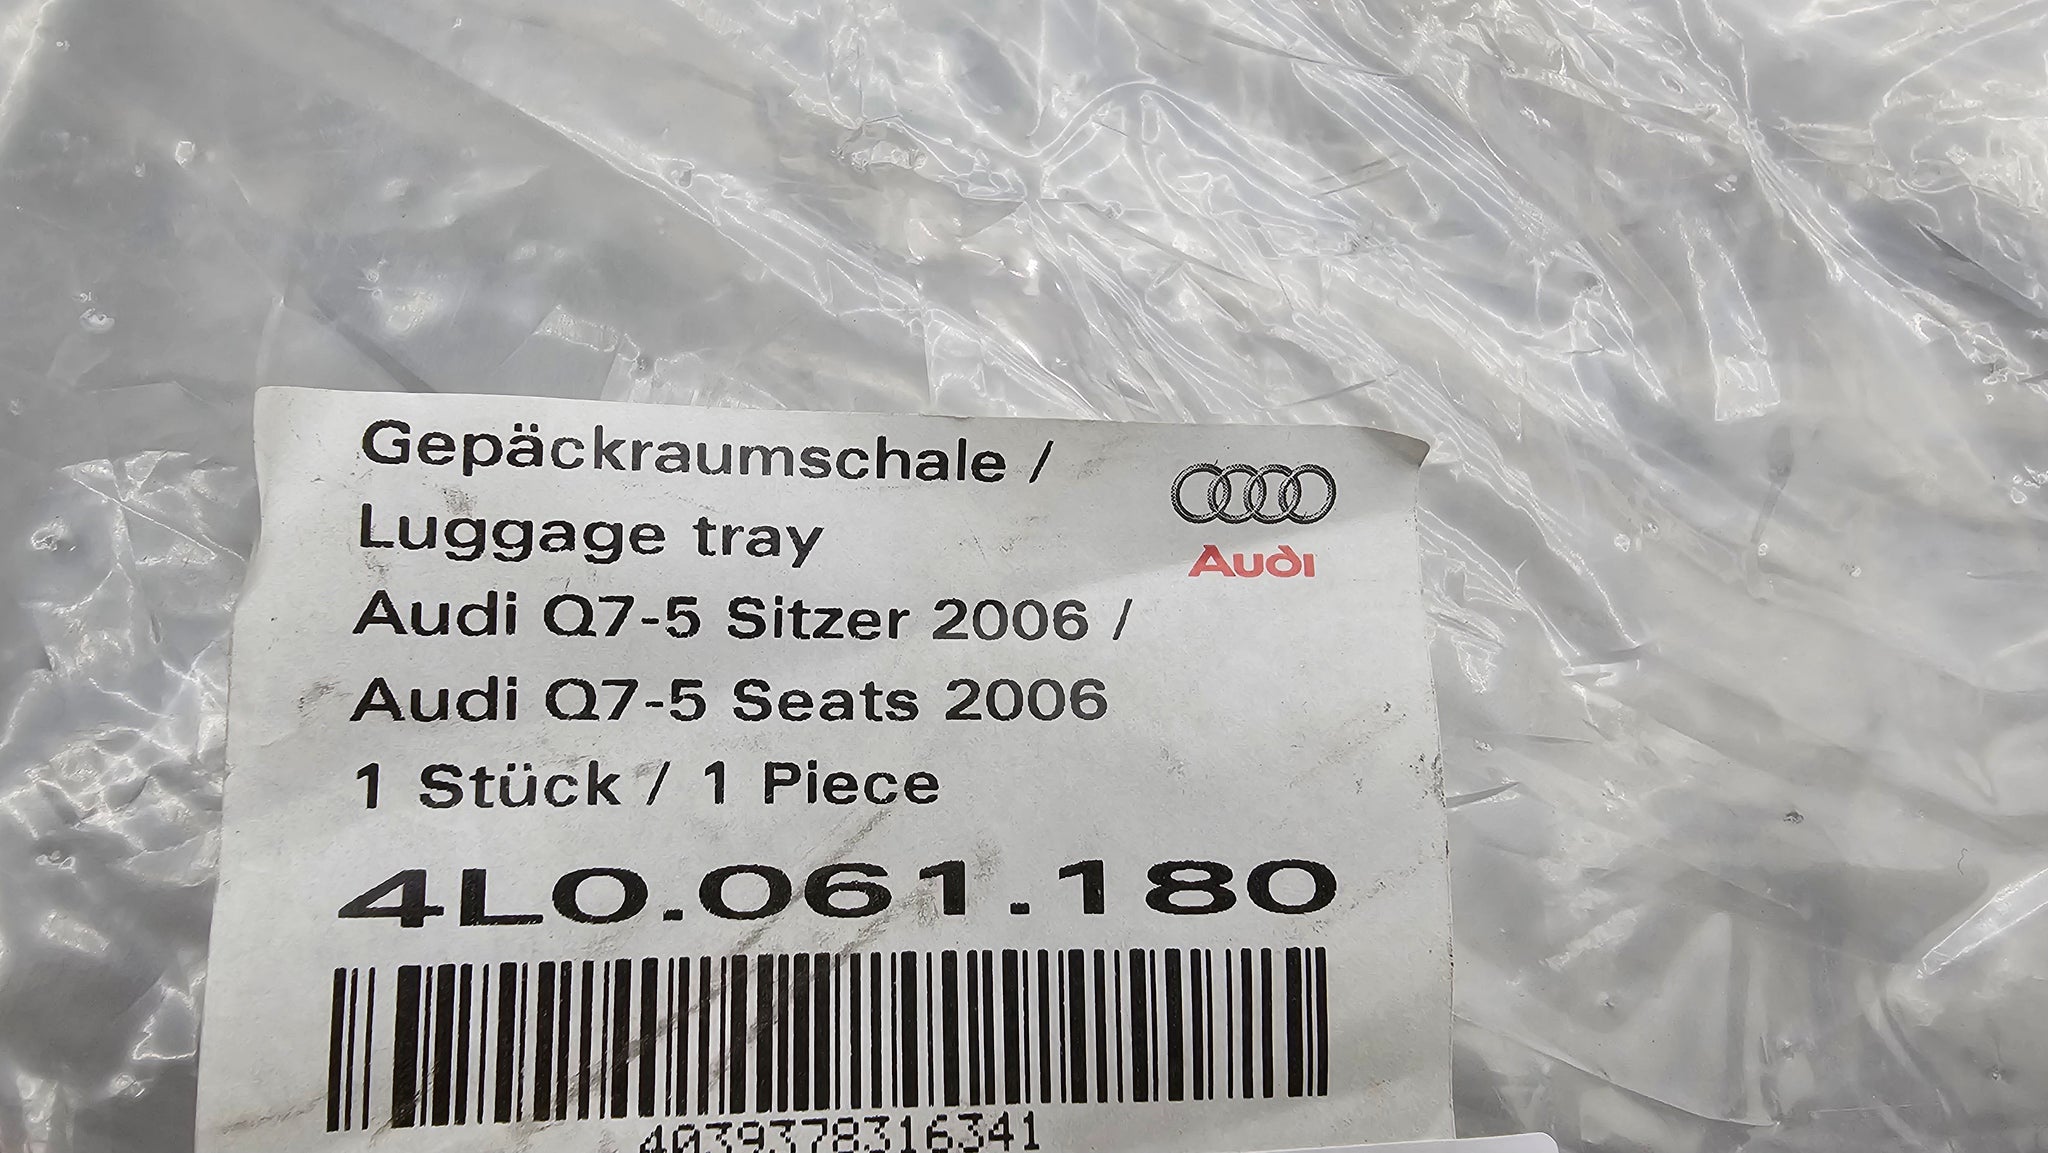 Gepäckraumschale /
Luggage tray
Audi Q7-5 Sitzer 2006 /
Audi Q7-5 Seats 2006
1 Stück / 1 Piece
Audi
4L0.061.180
4039378316341